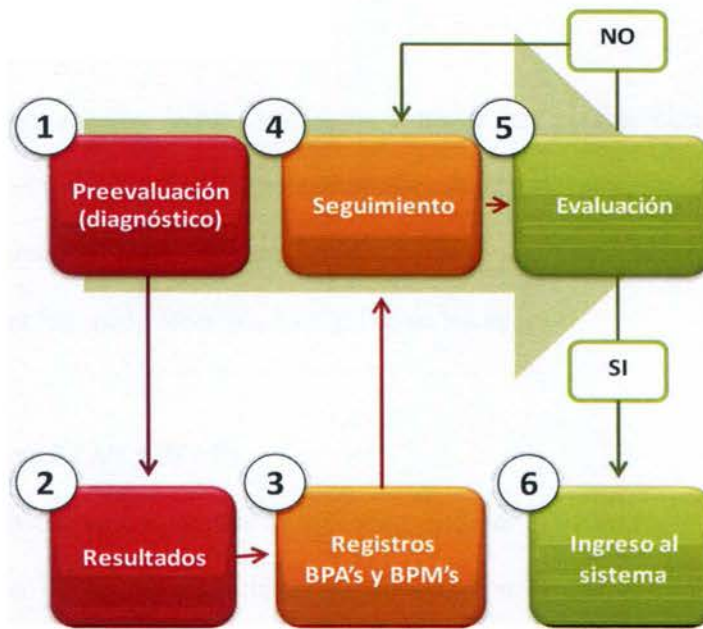 NO
1
Preevaluación
(diagnóstico)
4
Seguimiento
5
Evaluación
SI
2
Resultados
3
Registros
BPA's y BPM's
6
Ingreso al
sistema